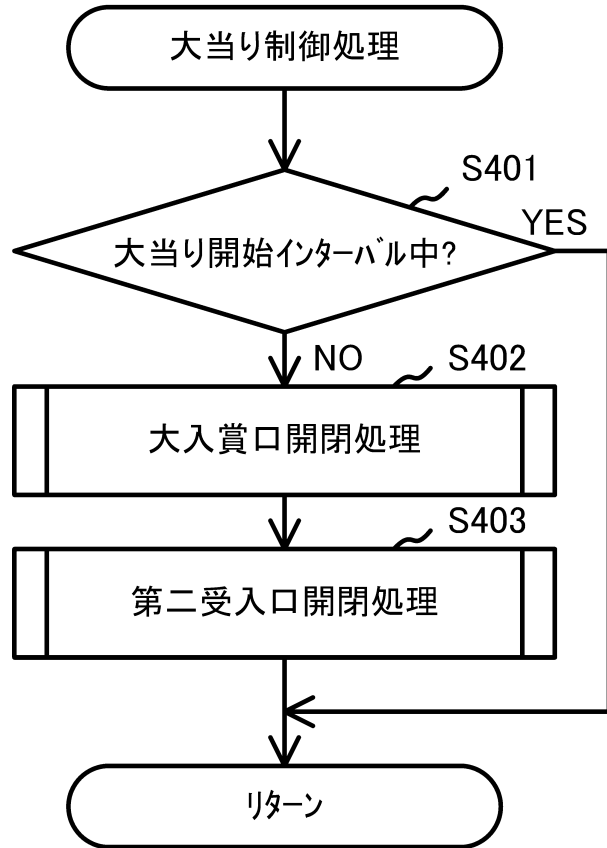 大当り制御処理
S401
大当り開始ｲﾝﾀｰﾊﾞﾙ中?
YES
NO
S402
大入賞口開閉処理
S403
第二受入口開閉処理
ﾘﾀｰﾝ